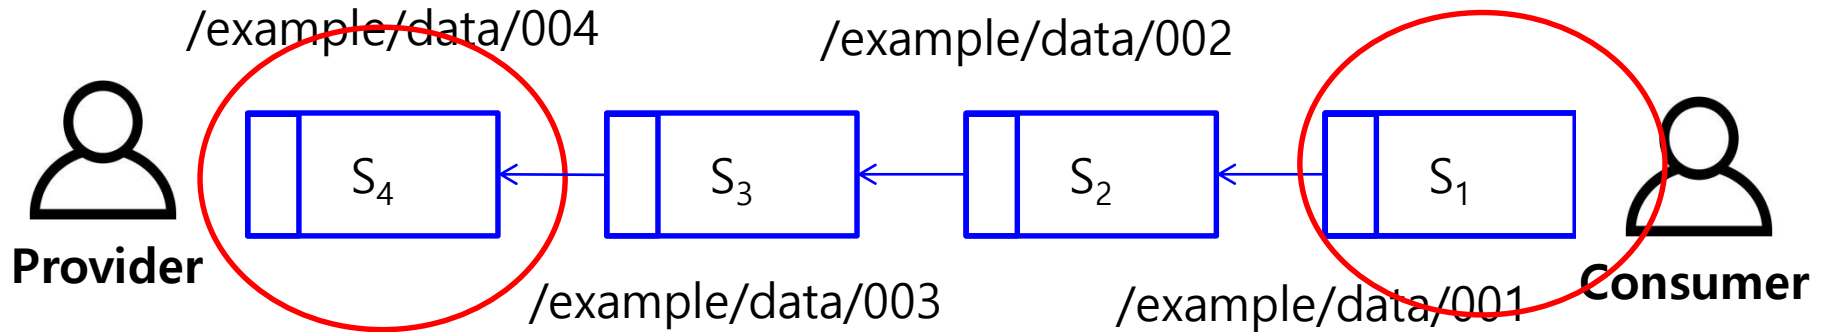 /example/data/004
/example/data/002
S₄
S₃
S₂
S₁
Provider
Consumer
/example/data/003
/example/data/001